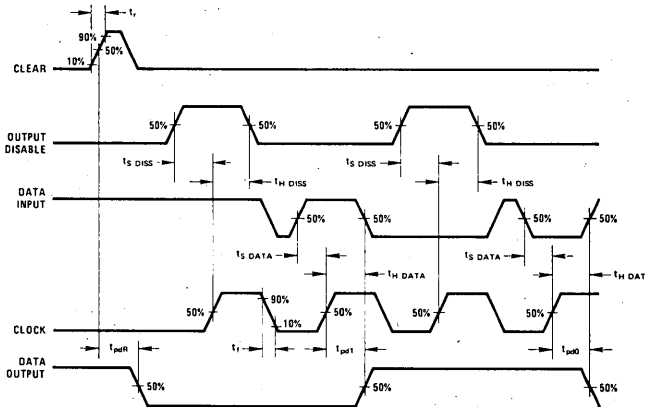 tr
90%
50%
10%
CLEAR
50% 50% 50% 50%
OUTPUT
DISABLE
tS DISS tH DISS tS DISS tH DISS
DATA
INPUT
50% 50% 50% 50%
tS DATA tH DATA tS DATA tH DAT
50% 90% 50% 50% 50%
10%
CLOCK
tpdR tf tpd1 tpd0
DATA
OUTPUT
50% 50% 50%